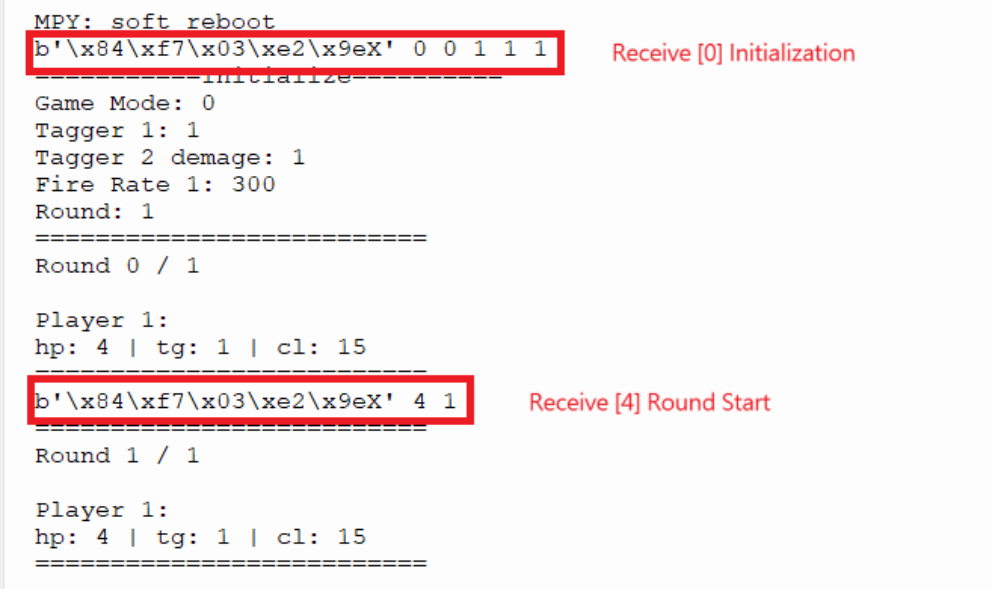 MPY: soft reboot
b'\x84\xf7\x03\xe2\x9eX' 0 0 1 1 1 Receive [0] Initialization
===========Initialize==========
Game Mode: 0
Tagger 1: 1
Tagger 2 demage: 1
Fire Rate 1: 300
Round: 1
==========================
Round 0 / 1
Player 1:
hp: 4 | tg: 1 | cl: 15
==========================
b'\x84\xf7\x03\xe2\x9eX' 4 1 Receive [4] Round Start
==========================
Round 1 / 1
Player 1:
hp: 4 | tg: 1 | cl: 15
==========================